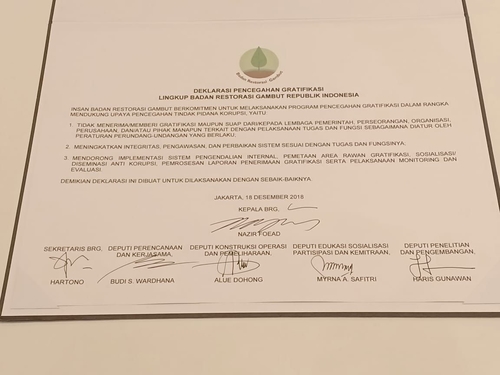 Badan Restorasi Gambut
DEKLARASI PENCEGAHAN GRATIFIKASI
LINGKUP BADAN RESTORASI GAMBUT REPUBLIK INDONESIA
INSAN BADAN RESTORASI GAMBUT BERKOMITMEN UNTUK MELAKSANAKAN PROGRAM PENCEGAHAN GRATIFIKASI DALAM RANGKA
MENDUKUNG UPAYA PENCEGAHAN TINDAK PIDANA KORUPSI, YAITU:
1. TIDAK MENERIMA/MEMBERI GRATIFIKASI MAUPUN SUAP DARI/KEPADA LEMBAGA PEMERINTAH, PERSEORANGAN, ORGANISASI,
PERUSAHAAN, DAN/ATAU PIHAK MANAPUN TERKAIT DENGAN PELAKSANAAN TUGAS DAN FUNGSI SEBAGAIMANA DIATUR OLEH
PERATURAN PERUNDANG-UNDANGAN YANG BERLAKU;
2. MENINGKATKAN INTEGRITAS, PENGAWASAN, DAN PERBAIKAN SISTEM SESUAI DENGAN TUGAS DAN FUNGSINYA;
3. MENDORONG IMPLEMENTASI SISTEM PENGENDALIAN INTERNAL, PEMETAAN AREA RAWAN GRATIFIKASI, SOSIALISASI/
DISEMINASI ANTI KORUPSI, PEMROSESAN LAPORAN PENERIMAAN GRATIFIKASI SERTA PELAKSANAAN MONITORING DAN
EVALUASI.
DEMIKIAN DEKLARASI INI DIBUAT UNTUK DILAKSANAKAN DENGAN SEBAIK-BAIKNYA.
JAKARTA, 18 DESEMBER 2018
KEPALA BRG,
NAZIR FOEAD
SEKRETARIS BRG, DEPUTI PERENCANAAN DEPUTI KONSTRUKSI OPERASI DEPUTI EDUKASI SOSIALISASI DEPUTI PENELITIAN
DAN KERJASAMA, DAN PEMELIHARAAN, PARTISIPASI DAN KEMITRAAN, DAN PENGEMBANGAN,
HARTONO BUDI S. WARDHANA ALUE DOHONG MYRNA A. SAFITRI HARIS GUNAWAN